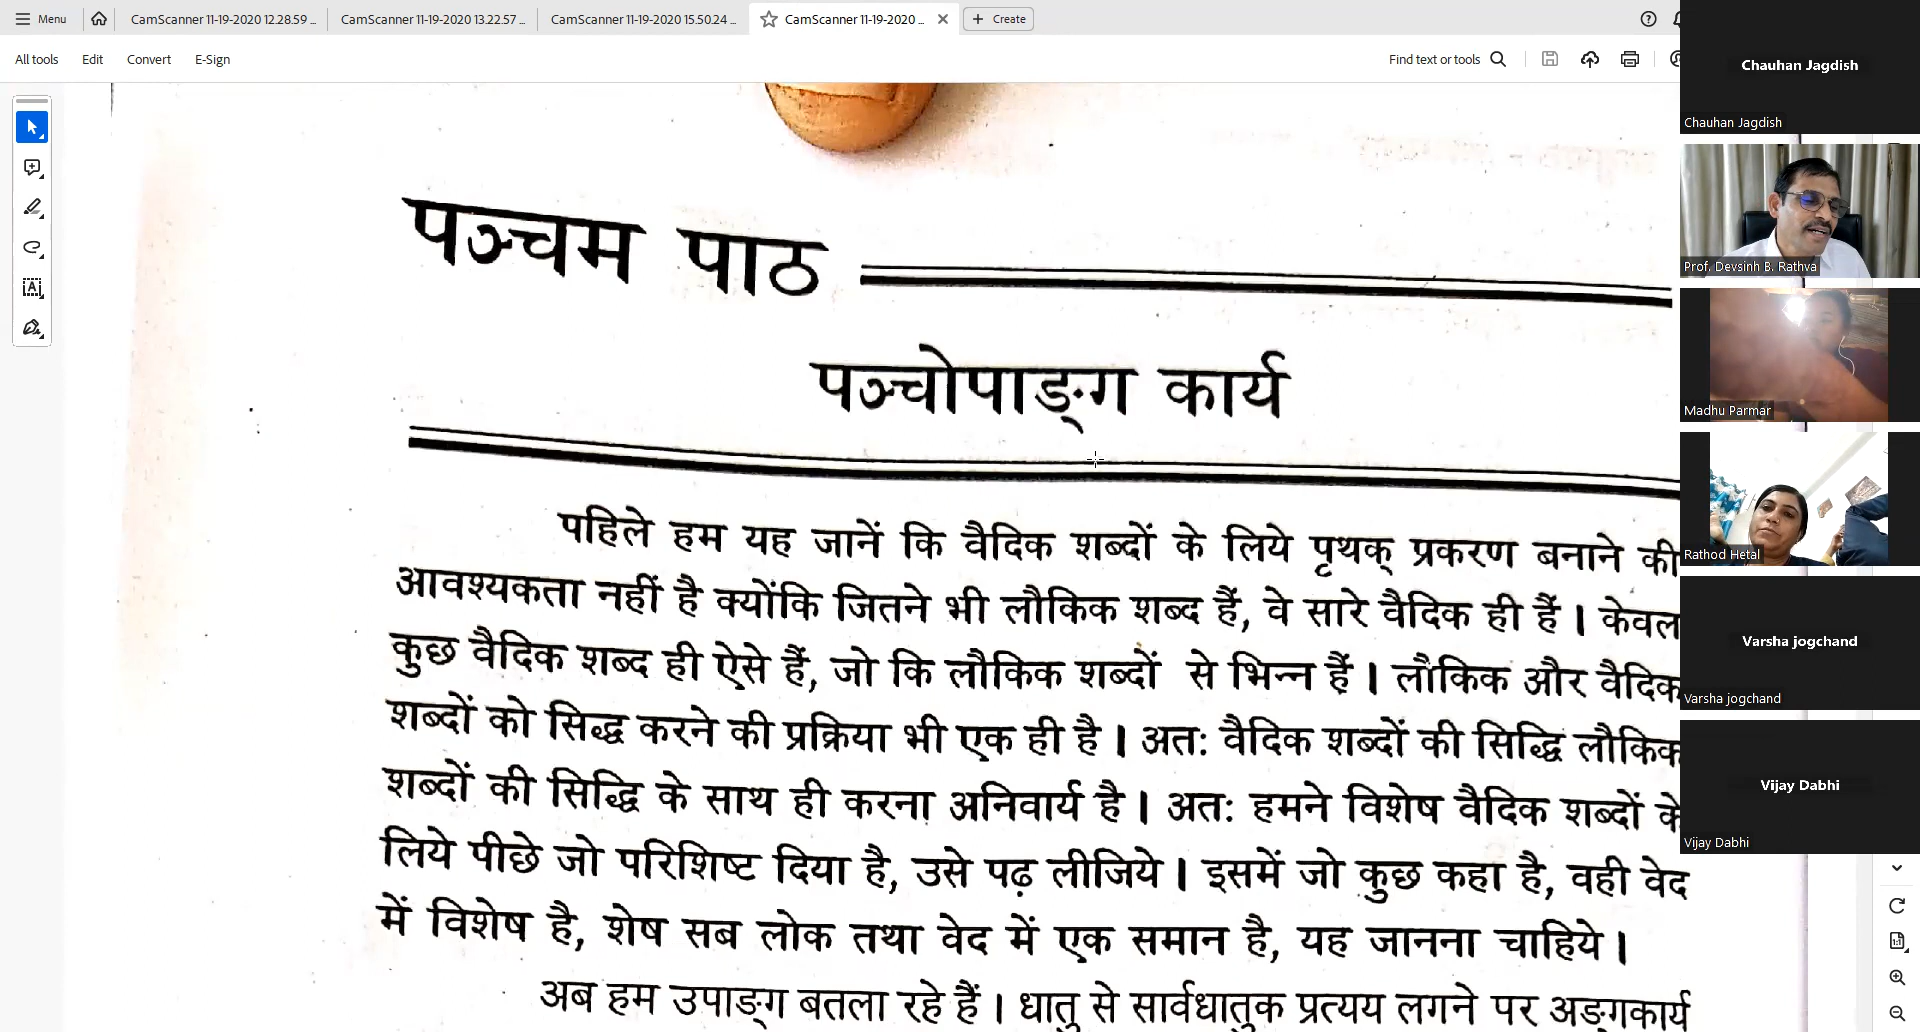 Menu
CamScanner 11-19-2020 12.28.59 ...
CamScanner 11-19-2020 13.22.57 ...
CamScanner 11-19-2020 15.50.24 ...
CamScanner 11-19-2020 ...
Create
All tools Edit Convert E-Sign
Find text or tools
पञ्चम पाठ
पञ्चोपाङ्ग कार्य
पहिले हम यह जानें कि वैदिक शब्दों के लिये पृथक् प्रकरण बनाने की
आवश्यकता नहीं है क्योंकि जितने भी लौकिक शब्द हैं, वे सारे वैदिक ही हैं । केवल
कुछ वैदिक शब्द ही ऐसे हैं, जो कि लौकिक शब्दों से भिन्न हैं । लौकिक और वैदिक
शब्दों को सिद्ध करने की प्रक्रिया भी एक ही है । अतः वैदिक शब्दों की सिद्धि लौकिक
शब्दों की सिद्धि के साथ ही करना अनिवार्य है । अतः हमने विशेष वैदिक शब्दों के
लिये पीछे जो परिशिष्ट दिया है, उसे पढ़ लीजिये । इसमें जो कुछ कहा है, वही वेद
में विशेष है, शेष सब लोक तथा वेद में एक समान है, यह जानना चाहिये ।
अब हम उपाङ्ग बतला रहे हैं । धातु से सार्वधातुक प्रत्यय लगने पर अङ्गकार्य
Chauhan Jagdish
Chauhan Jagdish
Prof. Devsinh B. Rathva
Madhu Parmar
Rathod Hetal
Varsha jogchand
Varsha jogchand
Vijay Dabhi
Vijay Dabhi